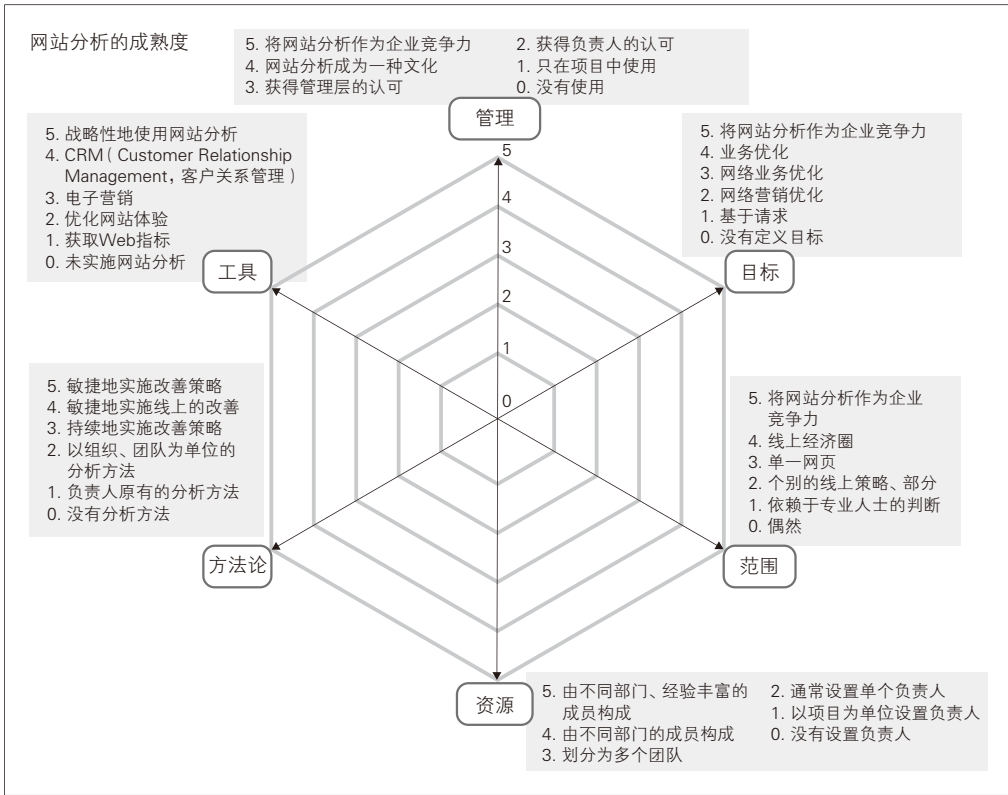 网站分析的成熟度
5. 将网站分析作为企业竞争力
4. 网站分析成为一种文化
3. 获得管理层的认可
2. 获得负责人的认可
1. 只在项目中使用
0. 没有使用
管理
5. 战略性地使用网站分析
4. CRM（Customer Relationship
Management，客户关系管理）
3. 电子营销
2. 优化网站体验
1. 获取Web指标
0. 未实施网站分析
工具
5. 将网站分析作为企业竞争力
4. 业务优化
3. 网络业务优化
2. 网络营销优化
1. 基于请求
0. 没有定义目标
目标
5
4
3
2
1
0
5. 敏捷地实施改善策略
4. 敏捷地实施线上的改善
3. 持续地实施改善策略
2. 以组织、团队为单位的
分析方法
1. 负责人原有的分析方法
0. 没有分析方法
方法论
5. 将网站分析作为企业
竞争力
4. 线上经济圈
3. 单一网页
2. 个别的线上策略、部分
1. 依赖于专业人士的判断
0. 偶然
范围
资源
5. 由不同部门、经验丰富的
成员构成
4. 由不同部门的成员构成
3. 划分为多个团队
2. 通常设置单个负责人
1. 以项目为单位设置负责人
0. 没有设置负责人